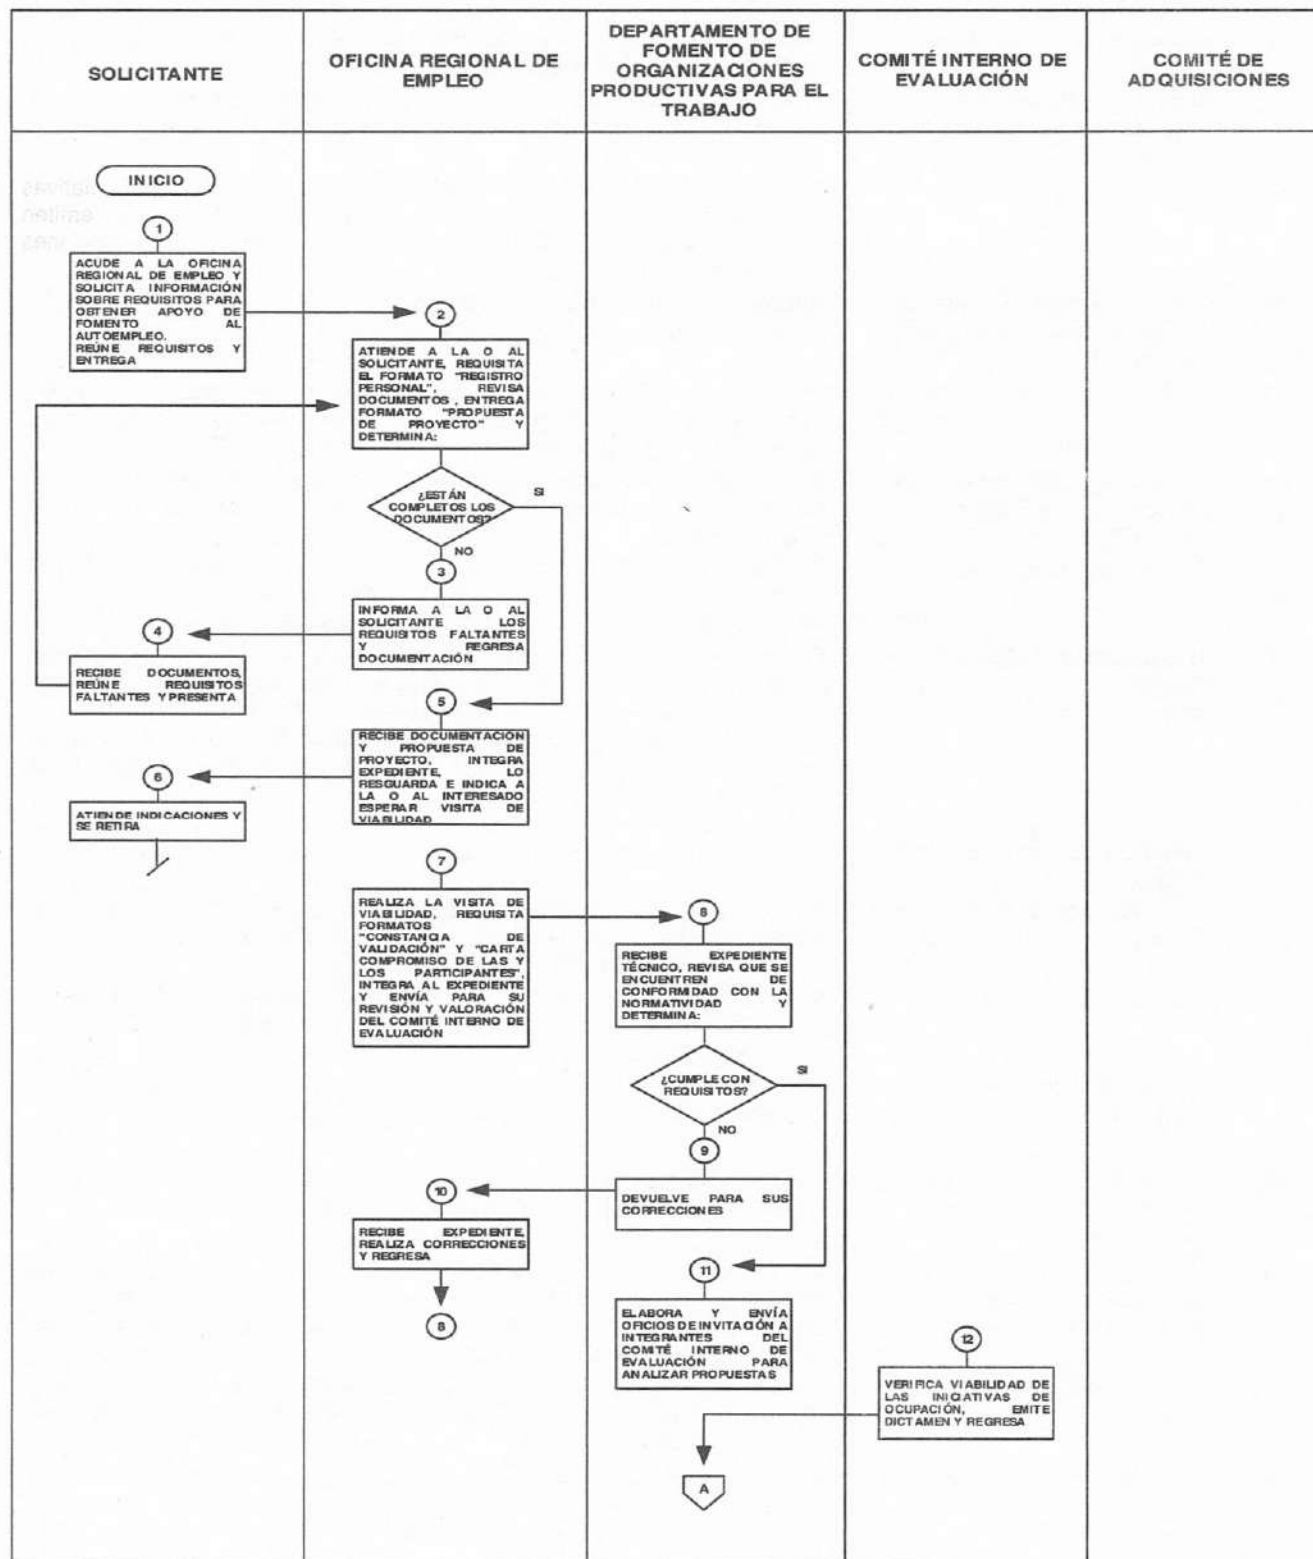 SOLICITANTE
OFICINA REGIONAL DE
EMPLEO
DEPARTAMENTO DE
FOMENTO DE
ORGANIZACIONES
PRODUCTIVAS PARA EL
TRABAJO
COMITÉ INTERNO DE
EVALUACIÓN
COMITÉ DE
ADQUISICIONES
INICIO
1
ACUDE A LA OFICINA
REGIONAL DE EMPLEO Y
SOLICITA INFORMACIÓN
SOBRE REQUISITOS PARA
OBTENER APOYO DE
FOMENTO AL
AUTOEMPLEO.
REÚNE REQUISITOS Y
ENTREGA
2
ATIENDE A LA O AL
SOLICITANTE, REQUISITA
EL FORMATO "REGISTRO
PERSONAL", REVISA
DOCUMENTOS , ENTREGA
FORMATO "PROPUESTA
DE PROYECTO" Y
DETERMINA:
¿ESTÁN
COMPLETOS LOS
DOCUMENTOS?
SI
NO
3
INFORMA A LA O AL
SOLICITANTE LOS
REQUISITOS FALTANTES
Y REGRESA
DOCUMENTACIÓN
4
RECIBE DOCUMENTOS,
REÚNE REQUISITOS
FALTANTES Y PRESENTA
5
RECIBE DOCUMENTACIÓN
Y PROPUESTA DE
PROYECTO, INTEGRA
EXPEDIENTE, LO
RESGUARDA E INDICA A
LA O AL INTERESADO
ESPERAR VISITA DE
VIABILIDAD
6
ATIENDE INDICACIONES Y
SE RETIRA
7
REALIZA LA VISITA DE
VIABILIDAD, REQUISITA
FORMATOS
"CONSTANCIA DE
VALIDACIÓN" Y "CARTA
COMPROMISO DE LAS Y
LOS PARTICIPANTES",
INTEGRA AL EXPEDIENTE
Y ENVÍA PARA SU
REVISIÓN Y VALORACIÓN
DEL COMITÉ INTERNO DE
EVALUACIÓN
8
RECIBE EXPEDIENTE
TÉCNICO, REVISA QUE SE
ENCUENTREN DE
CONFORMIDAD CON LA
NORMATIVIDAD Y
DETERMINA:
¿CUMPLE CON
REQUISITOS?
SI
NO
9
DEVUELVE PARA SUS
CORRECCIONES
10
RECIBE EXPEDIENTE,
REALIZA CORRECCIONES
Y REGRESA
8
11
ELABORA Y ENVÍA
OFICIOS DE INVITACIÓN A
INTEGRANTES DEL
COMITÉ INTERNO DE
EVALUACIÓN PARA
ANALIZAR PROPUESTAS
12
VERIFICA VIABILIDAD DE
LAS INICIATIVAS DE
OCUPACIÓN, EMITE
DICTAMEN Y REGRESA
A